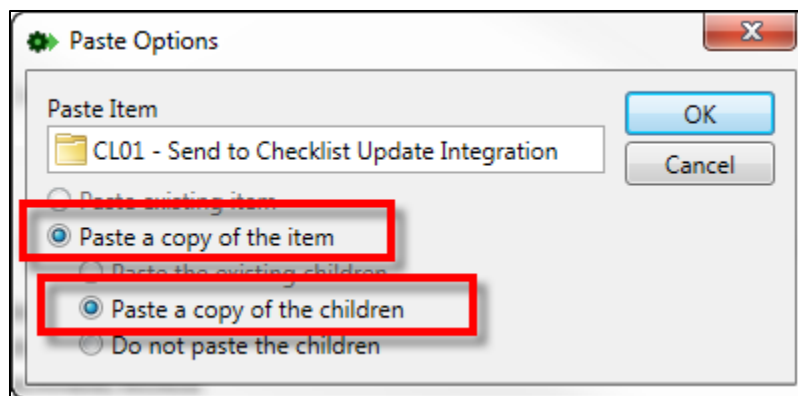 Paste Options
Paste Item
CL01 - Send to Checklist Update Integration
OK
Cancel
Paste existing item
Paste a copy of the item
Paste the existing children
Paste a copy of the children
Do not paste the children